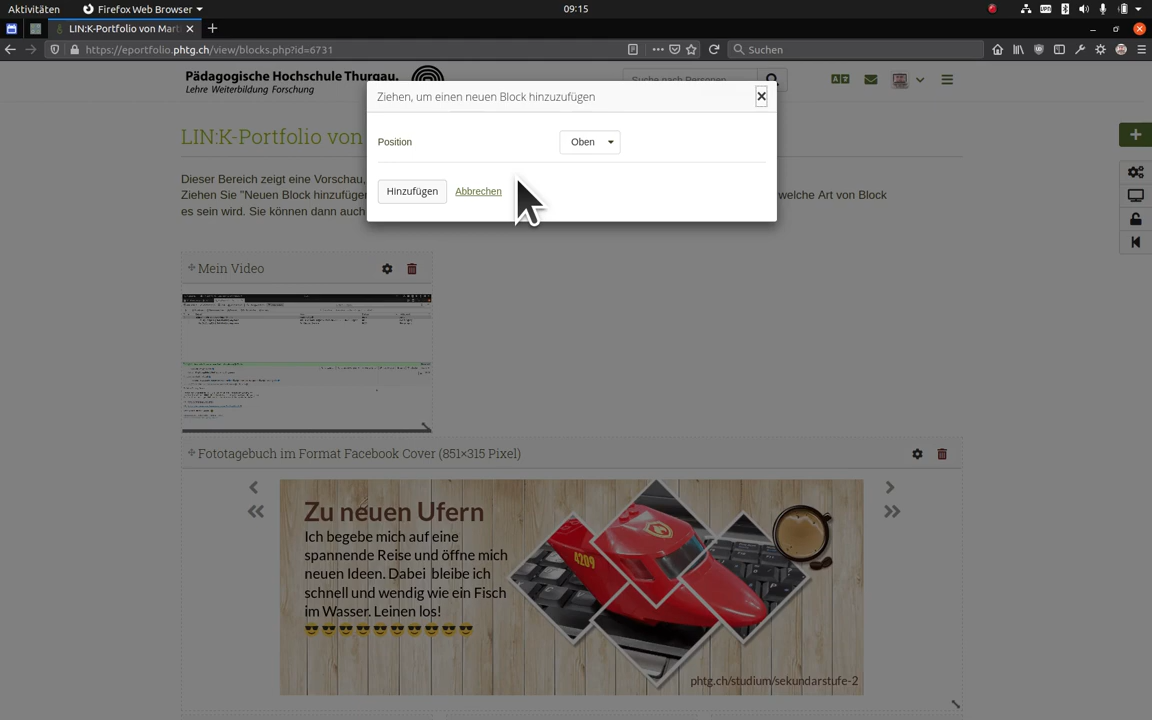 Aktivitäten
Firefox Web Browser
09:15
LIN:K-Portfolio von Mar
https://eportfolio.phtg.ch/view/blocks.php?id=6731
Suchen
Pädagogische Hochschule Thurgau.
Lehre Weiterbildung Forschung
Suche nach Personen
Ziehen, um einen neuen Block hinzuzufügen
Position
Oben
Hinzufügen
Abbrechen
LIN:K-Portfolio von
Dieser Bereich zeigt eine Vorschau,
Ziehen Sie "Neuen Block hinzufügen
welche Art von Block
es sein wird. Sie können dann auch
Mein Video
Fototagebuch im Format Facebook Cover (851×315 Pixel)
Zu neuen Ufern
Ich begebe mich auf eine
spannende Reise und öffne mich
neuen Ideen. Dabei bleibe ich
schnell und wendig wie ein Fisch
im Wasser. Leinen los!
4209
phtg.ch/studium/sekundarstufe-2